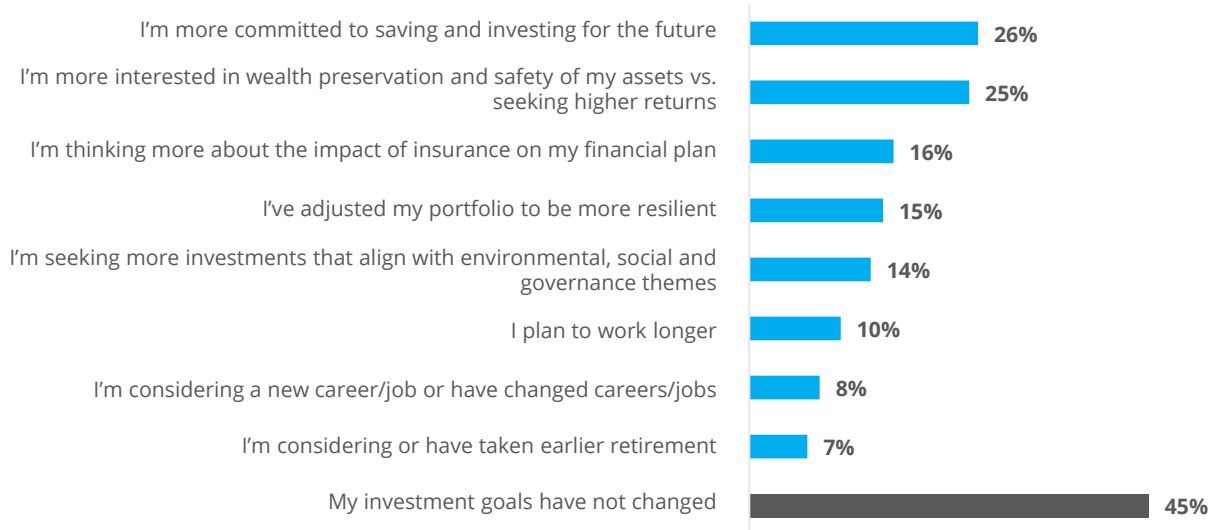 I’m more committed to saving and investing for the future
26%
I’m more interested in wealth preservation and safety of my assets vs.
seeking higher returns
25%
I’m thinking more about the impact of insurance on my financial plan
16%
I’ve adjusted my portfolio to be more resilient
15%
I’m seeking more investments that align with environmental, social and
governance themes
14%
I plan to work longer
10%
I’m considering a new career/job or have changed careers/jobs
8%
I’m considering or have taken earlier retirement
7%
My investment goals have not changed
45%